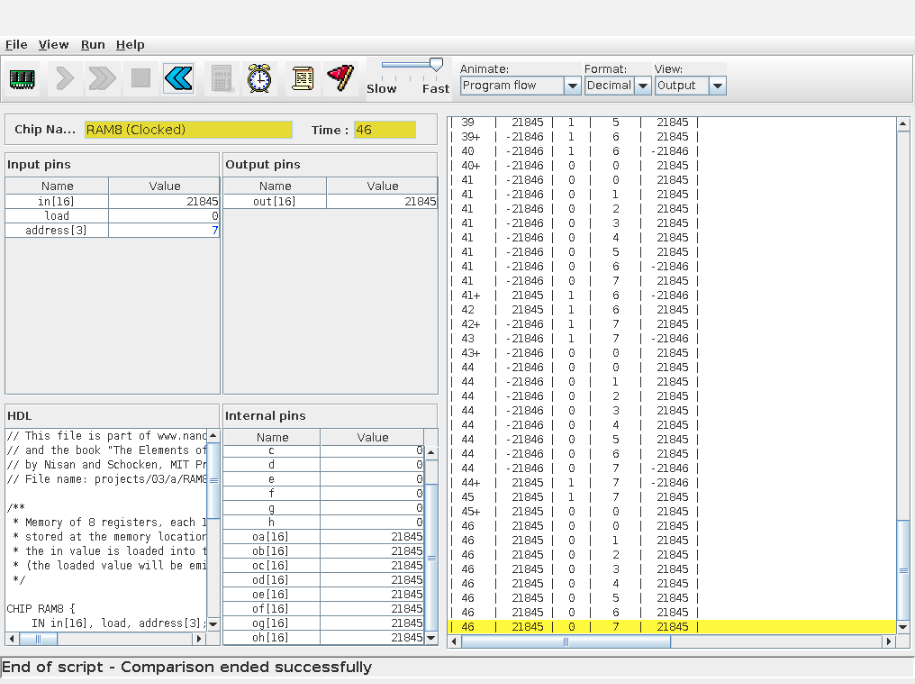 File View Run Help
Slow Fast
Animate: Format: View:
Program flow Decimal Output
Chip Na... RAM8 (Clocked) Time : 46
Input pins
Name Value
in[16] 21845
load 0
address[3] 7
Output pins
Name Value
out[16] 21845
HDL
// This file is part of www.nanc
// and the book "The Elements of
// by Nisan and Schocken, MIT Pr
// File name: projects/03/a/RAM8
/**
* Memory of 8 registers, each 1
* stored at the memory location
* the in value is loaded into t
* (the loaded value will be emi
*/
CHIP RAM8 {
IN in[16], load, address[3];
Internal pins
Name Value
c 0
d 0
e 0
f 0
g 0
h 0
oa[16] 21845
ob[16] 21845
oc[16] 21845
od[16] 21845
oe[16] 21845
of[16] 21845
og[16] 21845
oh[16] 21845
| 39 | 21845 | 1 | 5 | 21845 |
| 39+ | -21846 | 1 | 6 | 21845 |
| 40 | -21846 | 1 | 6 | -21846 |
| 40+ | -21846 | 0 | 0 | 21845 |
| 41 | -21846 | 0 | 0 | 21845 |
| 41 | -21846 | 0 | 1 | 21845 |
| 41 | -21846 | 0 | 2 | 21845 |
| 41 | -21846 | 0 | 3 | 21845 |
| 41 | -21846 | 0 | 4 | 21845 |
| 41 | -21846 | 0 | 5 | 21845 |
| 41 | -21846 | 0 | 6 | -21846 |
| 41 | -21846 | 0 | 7 | 21845 |
| 41+ | 21845 | 1 | 6 | -21846 |
| 42 | 21845 | 1 | 6 | 21845 |
| 42+ | -21846 | 1 | 7 | 21845 |
| 43 | -21846 | 1 | 7 | -21846 |
| 43+ | -21846 | 0 | 0 | 21845 |
| 44 | -21846 | 0 | 0 | 21845 |
| 44 | -21846 | 0 | 1 | 21845 |
| 44 | -21846 | 0 | 2 | 21845 |
| 44 | -21846 | 0 | 3 | 21845 |
| 44 | -21846 | 0 | 4 | 21845 |
| 44 | -21846 | 0 | 5 | 21845 |
| 44 | -21846 | 0 | 6 | 21845 |
| 44 | -21846 | 0 | 7 | -21846 |
| 44+ | 21845 | 1 | 7 | -21846 |
| 45 | 21845 | 1 | 7 | 21845 |
| 45+ | 21845 | 0 | 0 | 21845 |
| 46 | 21845 | 0 | 0 | 21845 |
| 46 | 21845 | 0 | 1 | 21845 |
| 46 | 21845 | 0 | 2 | 21845 |
| 46 | 21845 | 0 | 3 | 21845 |
| 46 | 21845 | 0 | 4 | 21845 |
| 46 | 21845 | 0 | 5 | 21845 |
| 46 | 21845 | 0 | 6 | 21845 |
| 46 | 21845 | 0 | 7 | 21845 |
End of script - Comparison ended successfully